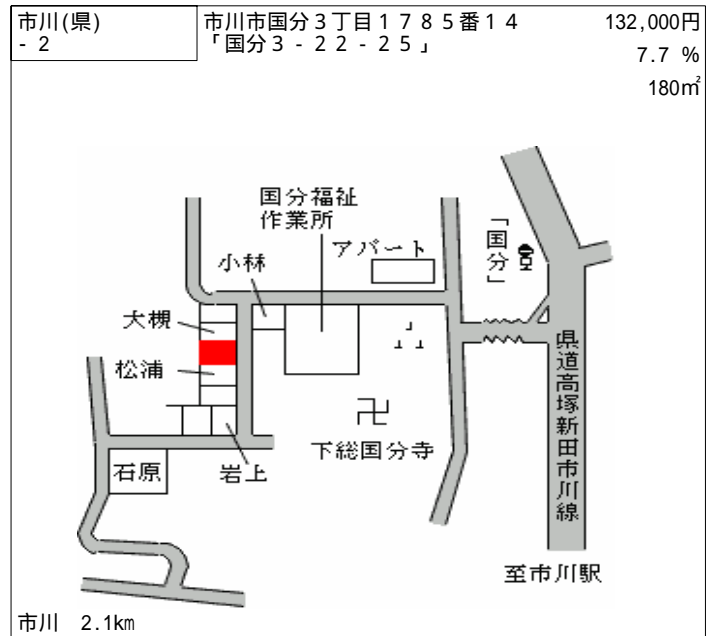 市川(県)
- 2
市川市国分3丁目1785番14
「国分3-22-25」
132,000円
7.7 %
180㎡
国分福祉
作業所
アパート
「国分」
小林
大槻
松浦
県道高塚新田市川線
下総国分寺
石原
岩上
至市川駅
市川 2.1km